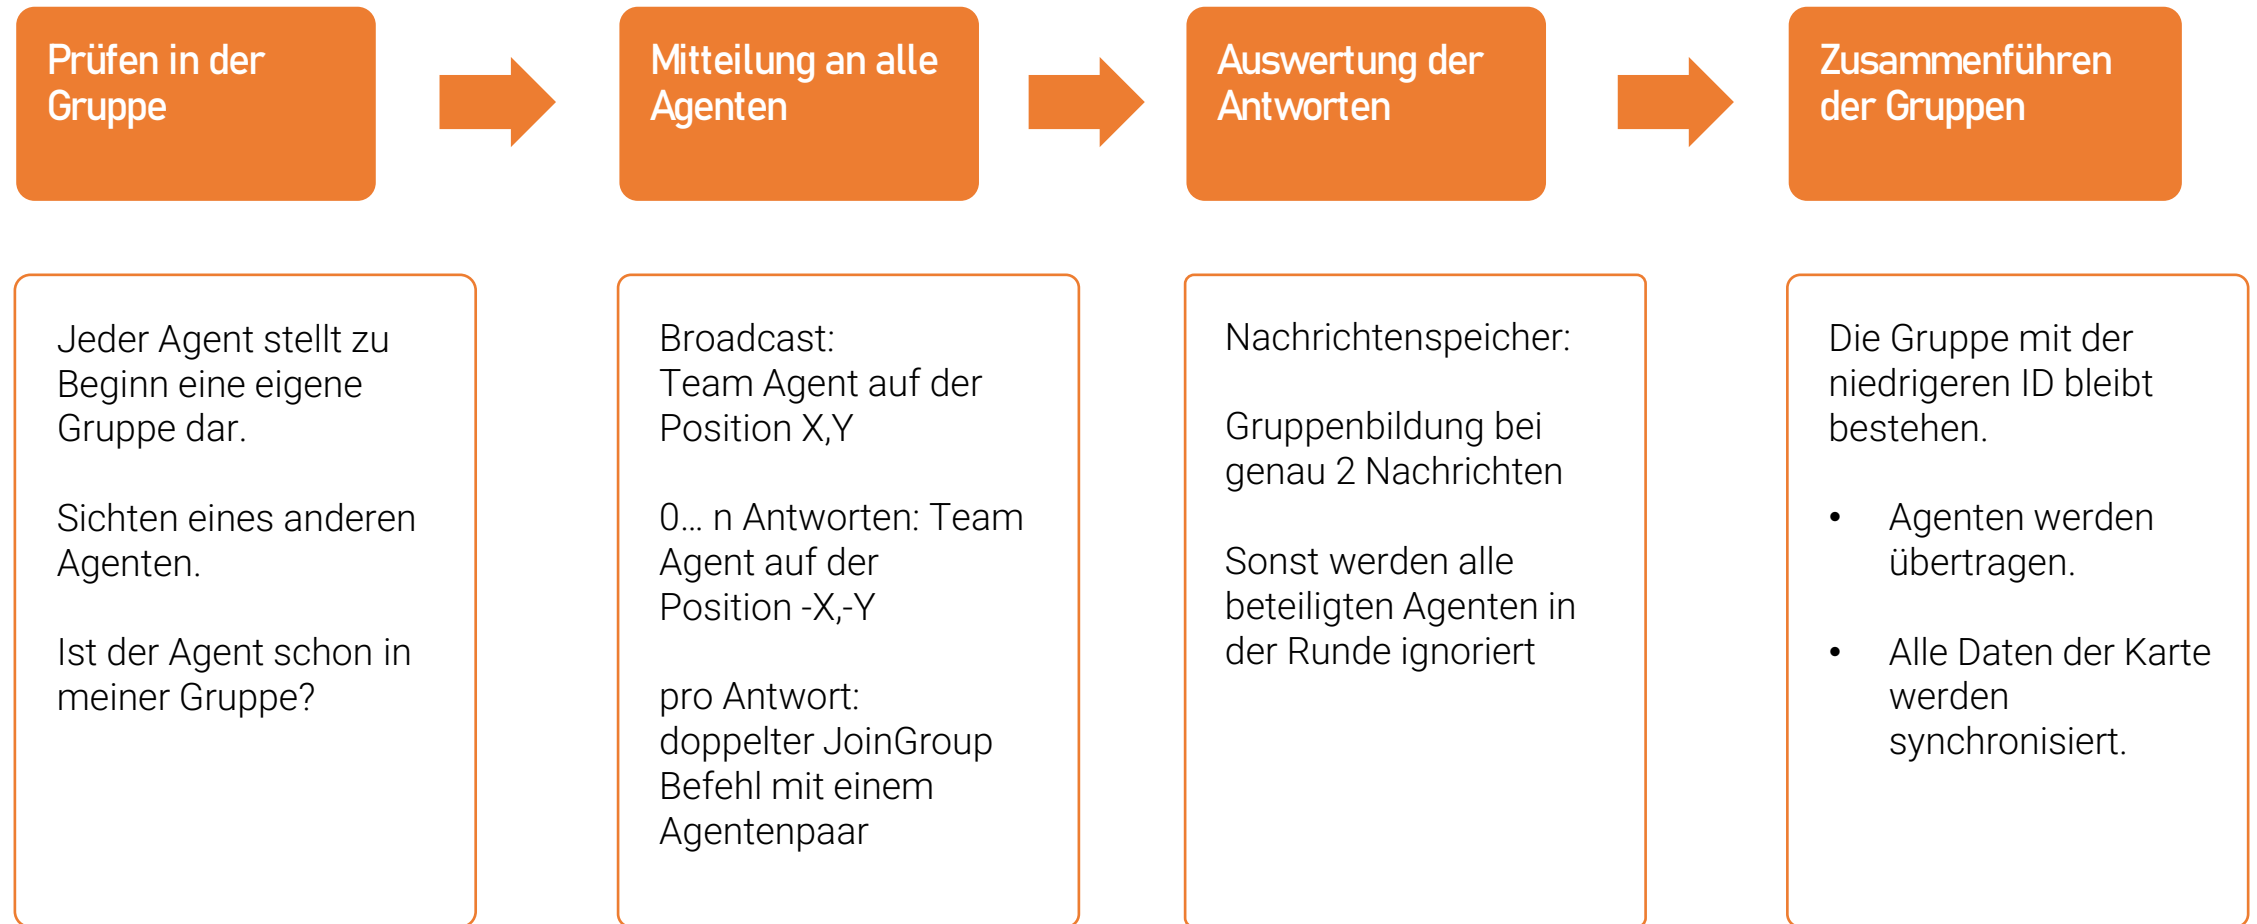 Prüfen in der
Gruppe
Mitteilung an alle
Agenten
Auswertung der
Antworten
Zusammenführen
der Gruppen
Jeder Agent stellt zu
Beginn eine eigene
Gruppe dar.
Sichten eines anderen
Agenten.
Ist der Agent schon in
meiner Gruppe?
Broadcast:
Team Agent auf der
Position X,Y
0... n Antworten: Team
Agent auf der
Position -X,-Y
pro Antwort:
doppelter JoinGroup
Befehl mit einem
Agentenpaar
Nachrichtenspeicher:
Gruppenbildung bei
genau 2 Nachrichten
Sonst werden alle
beteiligten Agenten in
der Runde ignoriert
Die Gruppe mit der
niedrigeren ID bleibt
bestehen.
• Agenten werden
übertragen.
• Alle Daten der Karte
werden
synchronisiert.